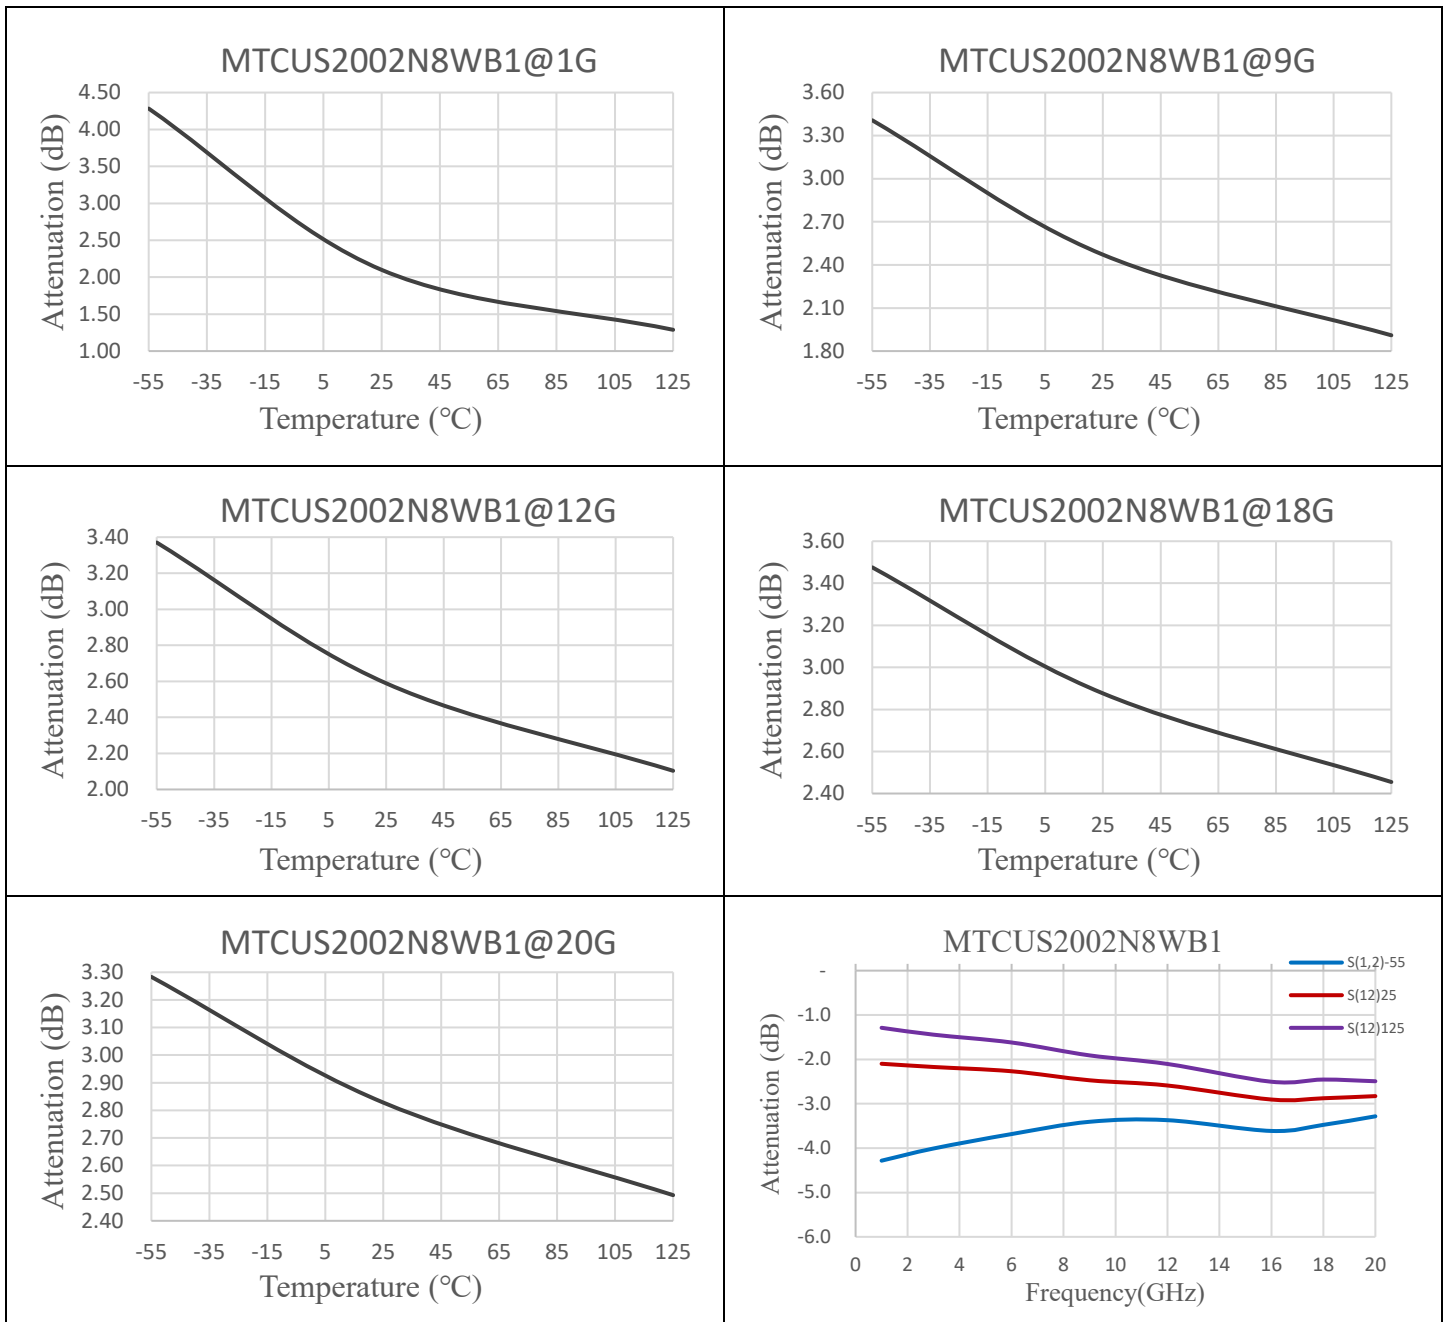 MTCUS2002N8WB1@1G
Attenuation (dB)
4.50
4.00
3.50
3.00
2.50
2.00
1.50
1.00
-55 -35 -15 5 25 45 65 85 105 125
Temperature (℃)
MTCUS2002N8WB1@9G
Attenuation (dB)
3.60
3.30
3.00
2.70
2.40
2.10
1.80
-55 -35 -15 5 25 45 65 85 105 125
Temperature (℃)
MTCUS2002N8WB1@12G
Attenuation (dB)
3.40
3.20
3.00
2.80
2.60
2.40
2.20
2.00
-55 -35 -15 5 25 45 65 85 105 125
Temperature (℃)
MTCUS2002N8WB1@18G
Attenuation (dB)
3.60
3.40
3.20
3.00
2.80
2.60
2.40
-55 -35 -15 5 25 45 65 85 105 125
Temperature (℃)
MTCUS2002N8WB1@20G
Attenuation (dB)
3.30
3.20
3.10
3.00
2.90
2.80
2.70
2.60
2.50
2.40
-55 -35 -15 5 25 45 65 85 105 125
Temperature (℃)
MTCUS2002N8WB1
S(1,2)-55
S(12)25
S(12)125
Attenuation (dB)
-
-1.0
-2.0
-3.0
-4.0
-5.0
-6.0
0 2 4 6 8 10 12 14 16 18 20
Frequency(GHz)